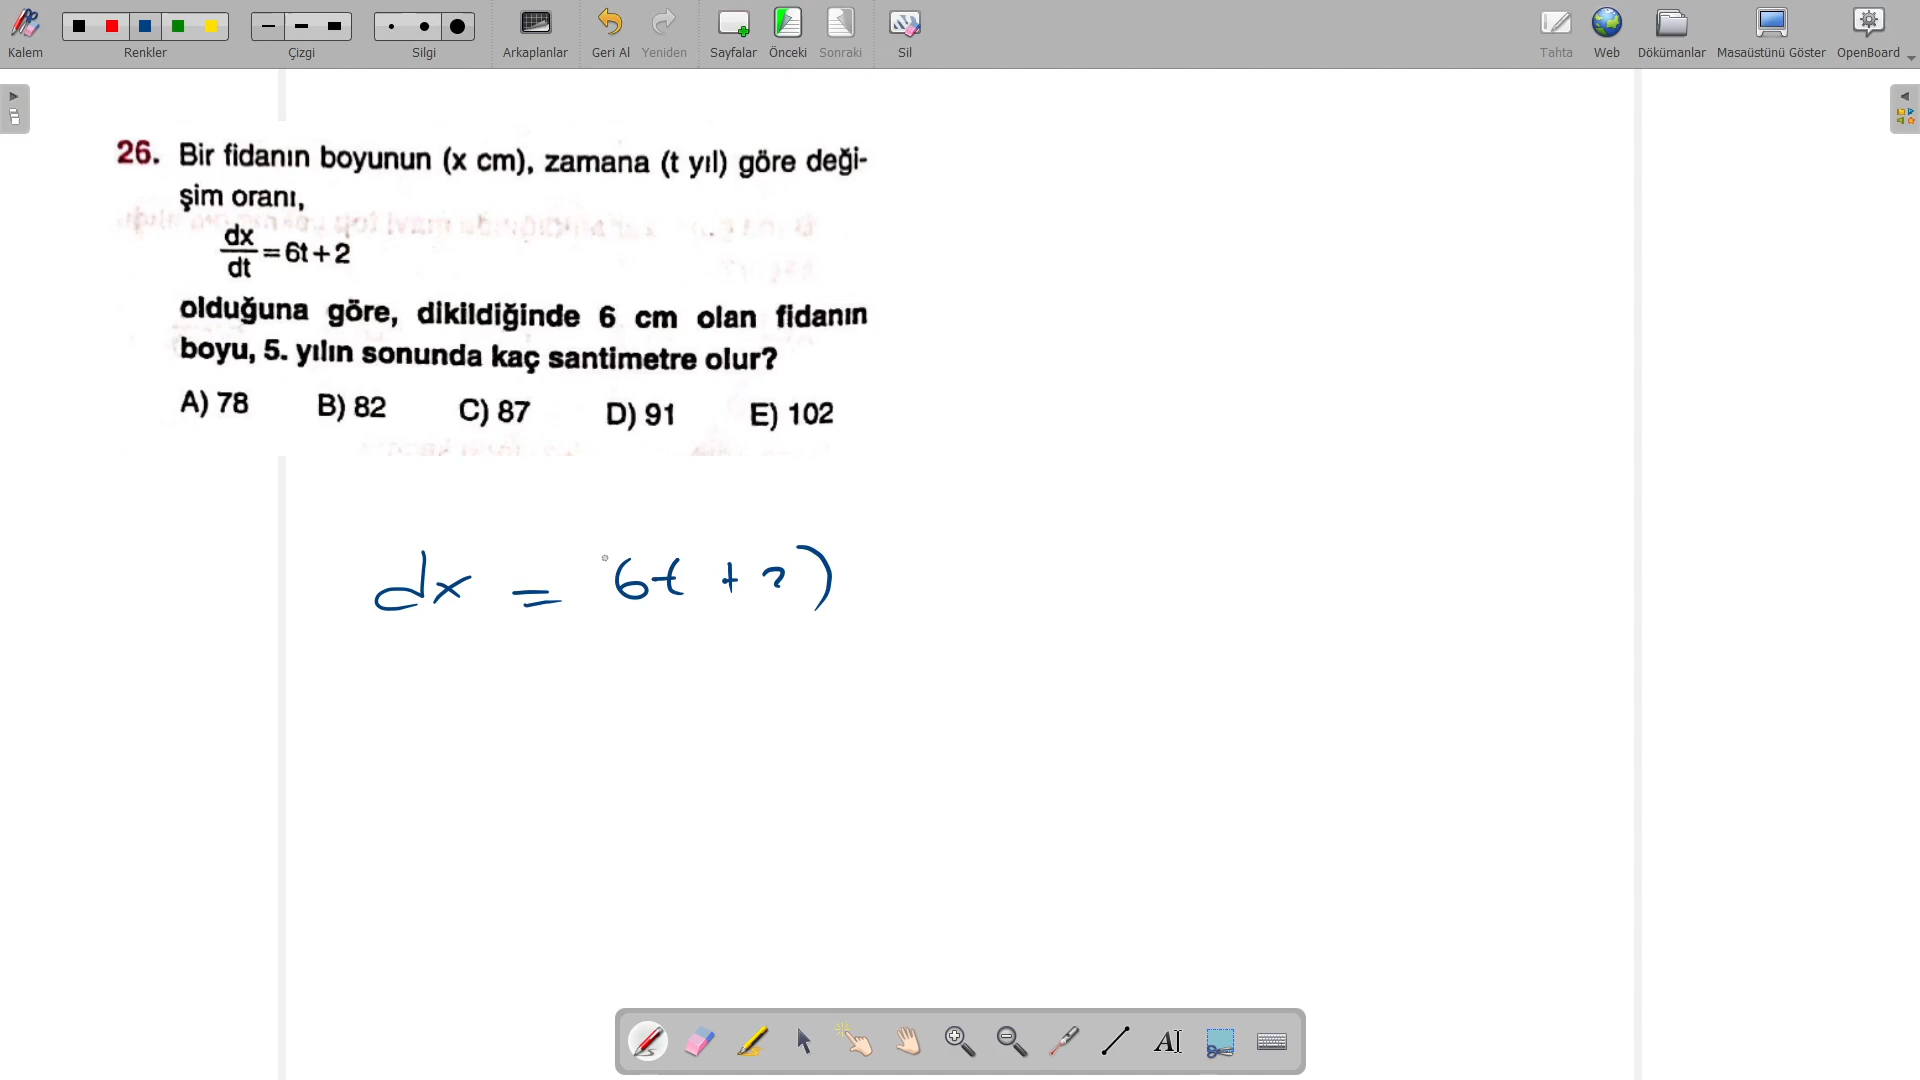 Kalem
Renkler
Çizgi
Silgi
Arkaplanlar
Geri Al
Yeniden
Sayfalar
Önceki
Sonraki
Sil
Tahta
Web
Dökümanlar
Masaüstünü Göster
OpenBoard
26. Bir fidanın boyunun (x cm), zamana (t yıl) göre deği-
şim oranı,
dx/dt = 6t + 2
olduğuna göre, dikildiğinde 6 cm olan fidanın
boyu, 5. yılın sonunda kaç santimetre olur?
A) 78 B) 82 C) 87 D) 91 E) 102
dx = 6t + 2)